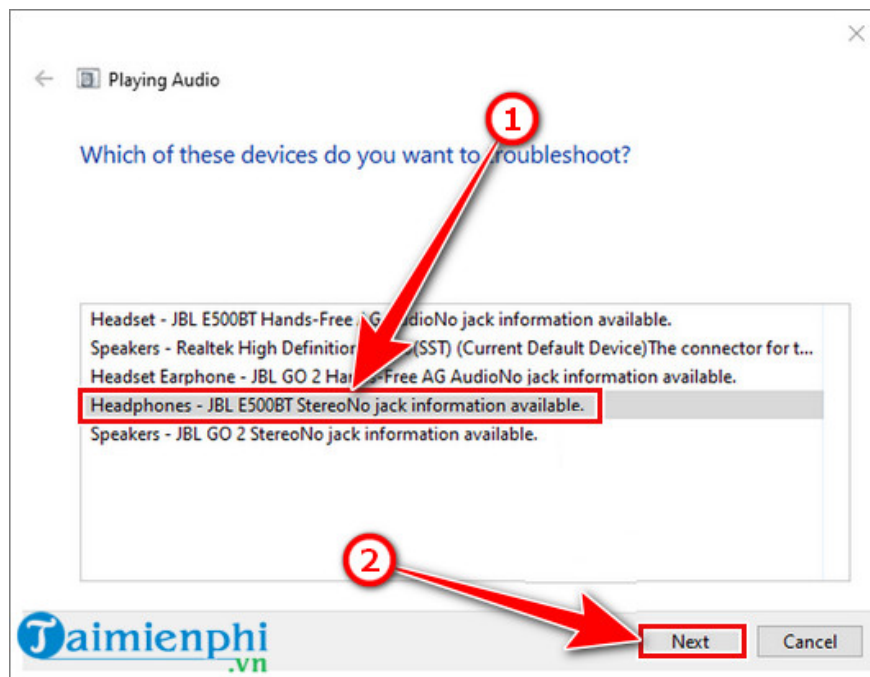 Playing Audio
1
Which of these devices do you want to troubleshoot?
Headset - JBL E500BT Hands-Free AG AudioNo jack information available.
Speakers - Realtek High Definition (SST) (Current Default Device)The connector for t...
Headset Earphone - JBL GO 2 Hands-Free AG AudioNo jack information available.
Headphones - JBL E500BT StereoNo jack information available.
Speakers - JBL GO 2 StereoNo jack information available.
2
Taimienphi
.vn
Next
Cancel